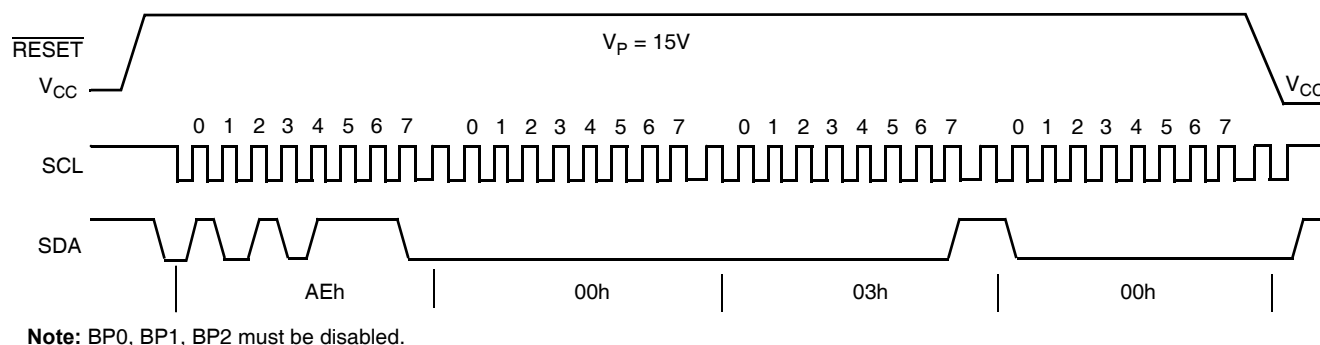 RESET
VP = 15V
VCC
VCC
0 1 2 3 4 5 6 7 0 1 2 3 4 5 6 7 0 1 2 3 4 5 6 7 0 1 2 3 4 5 6 7
SCL
SDA
AEh 00h 03h 00h
Note: BP0, BP1, BP2 must be disabled.